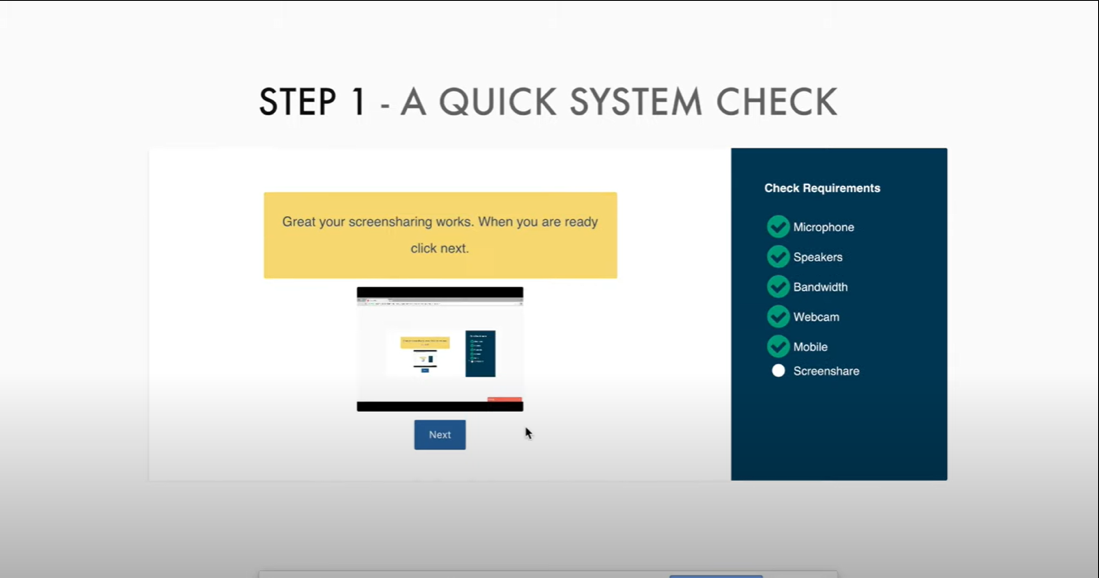 STEP 1 - A QUICK SYSTEM CHECK
Great your screensharing works. When you are ready
click next.
Next
Check Requirements
Microphone
Speakers
Bandwidth
Webcam
Mobile
Screenshare